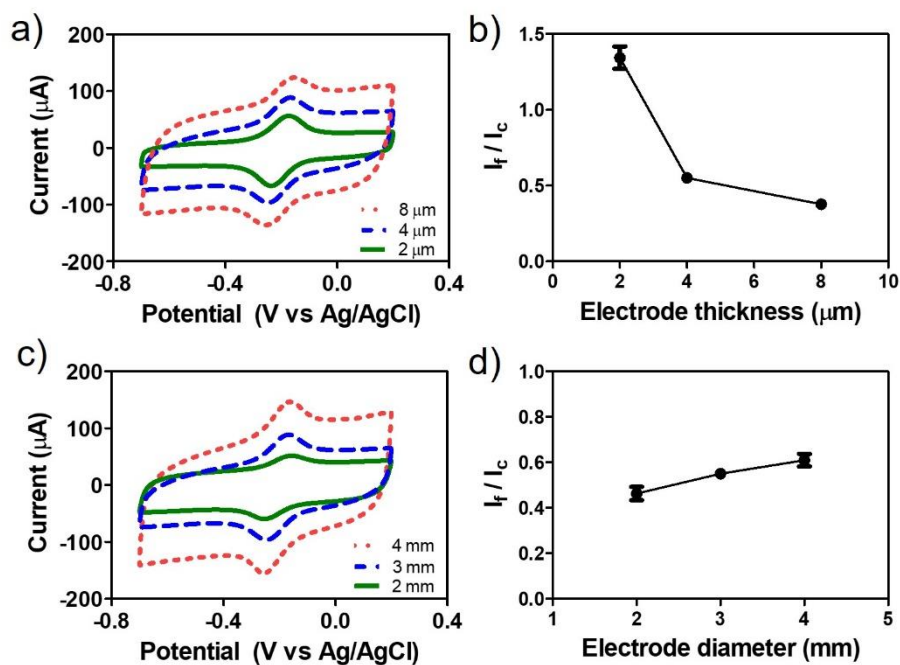 a)
200
100
0
-100
-200
Current (μA)
-0.8
-0.4
0.0
0.4
Potential (V vs Ag/AgCl)
8 μm
4 μm
2 μm
b)
1.5
1.0
0.5
0.0
I_f / I_c
0
2
4
6
8
10
Electrode thickness (μm)
c)
200
100
0
-100
-200
Current (μA)
-0.8
-0.4
0.0
0.4
Potential (V vs Ag/AgCl)
4 mm
3 mm
2 mm
d)
1.0
0.8
0.6
0.4
0.2
0.0
I_f / I_c
1
2
3
4
5
Electrode diameter (mm)